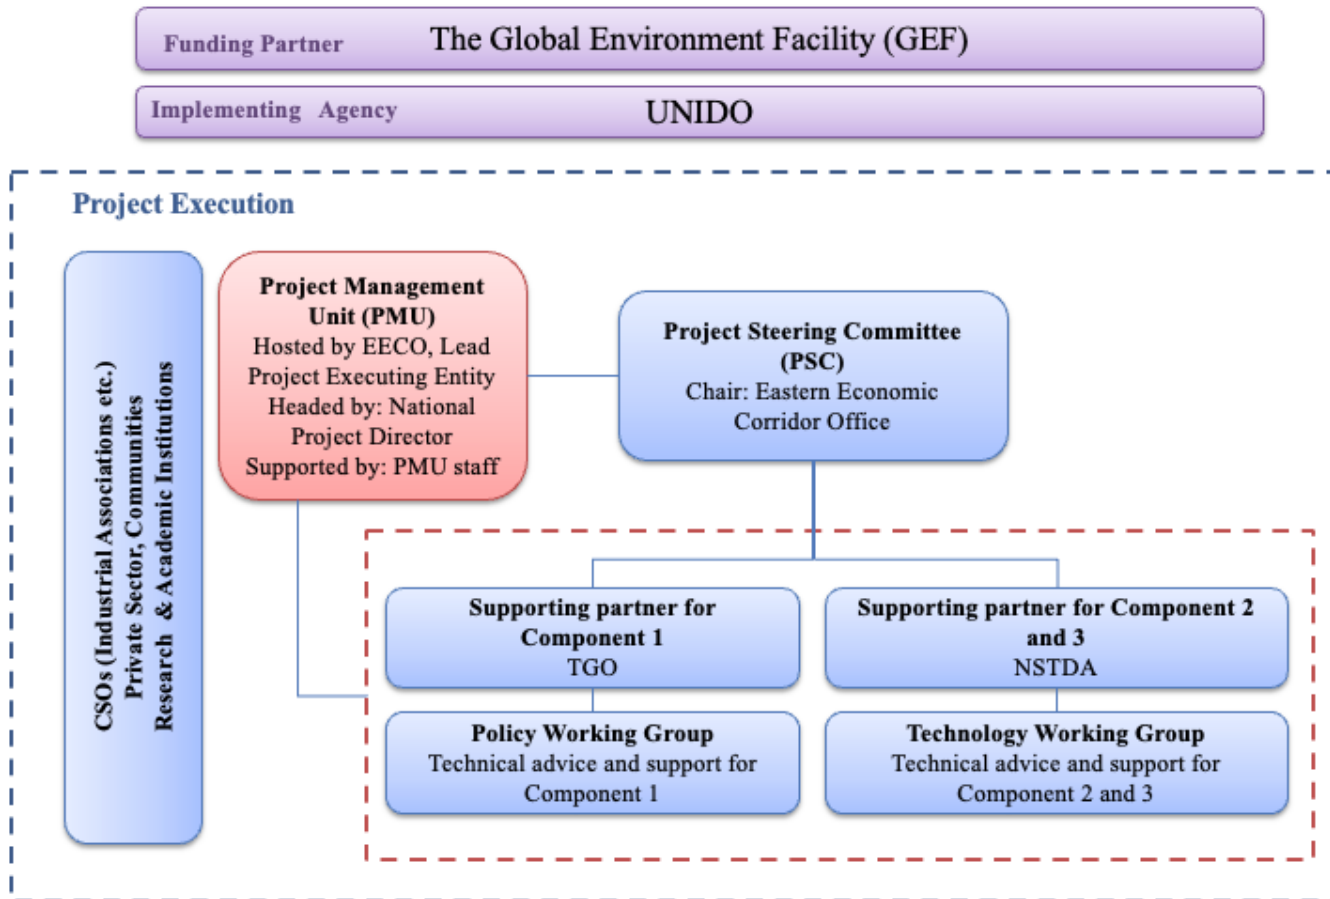 Funding Partner The Global Environment Facility (GEF)
Implementing Agency UNIDO
Project Execution
CSOs (Industrial Associations etc.)
Private Sector, Communities
Research & Academic Institutions
Project Management
Unit (PMU)
Hosted by EECO, Lead
Project Executing Entity
Headed by: National
Project Director
Supported by: PMU staff
Project Steering Committee
(PSC)
Chair: Eastern Economic
Corridor Office
Supporting partner for
Component 1
TGO
Supporting partner for Component 2
and 3
NSTDA
Policy Working Group
Technical advice and support for
Component 1
Technology Working Group
Technical advice and support for
Component 2 and 3